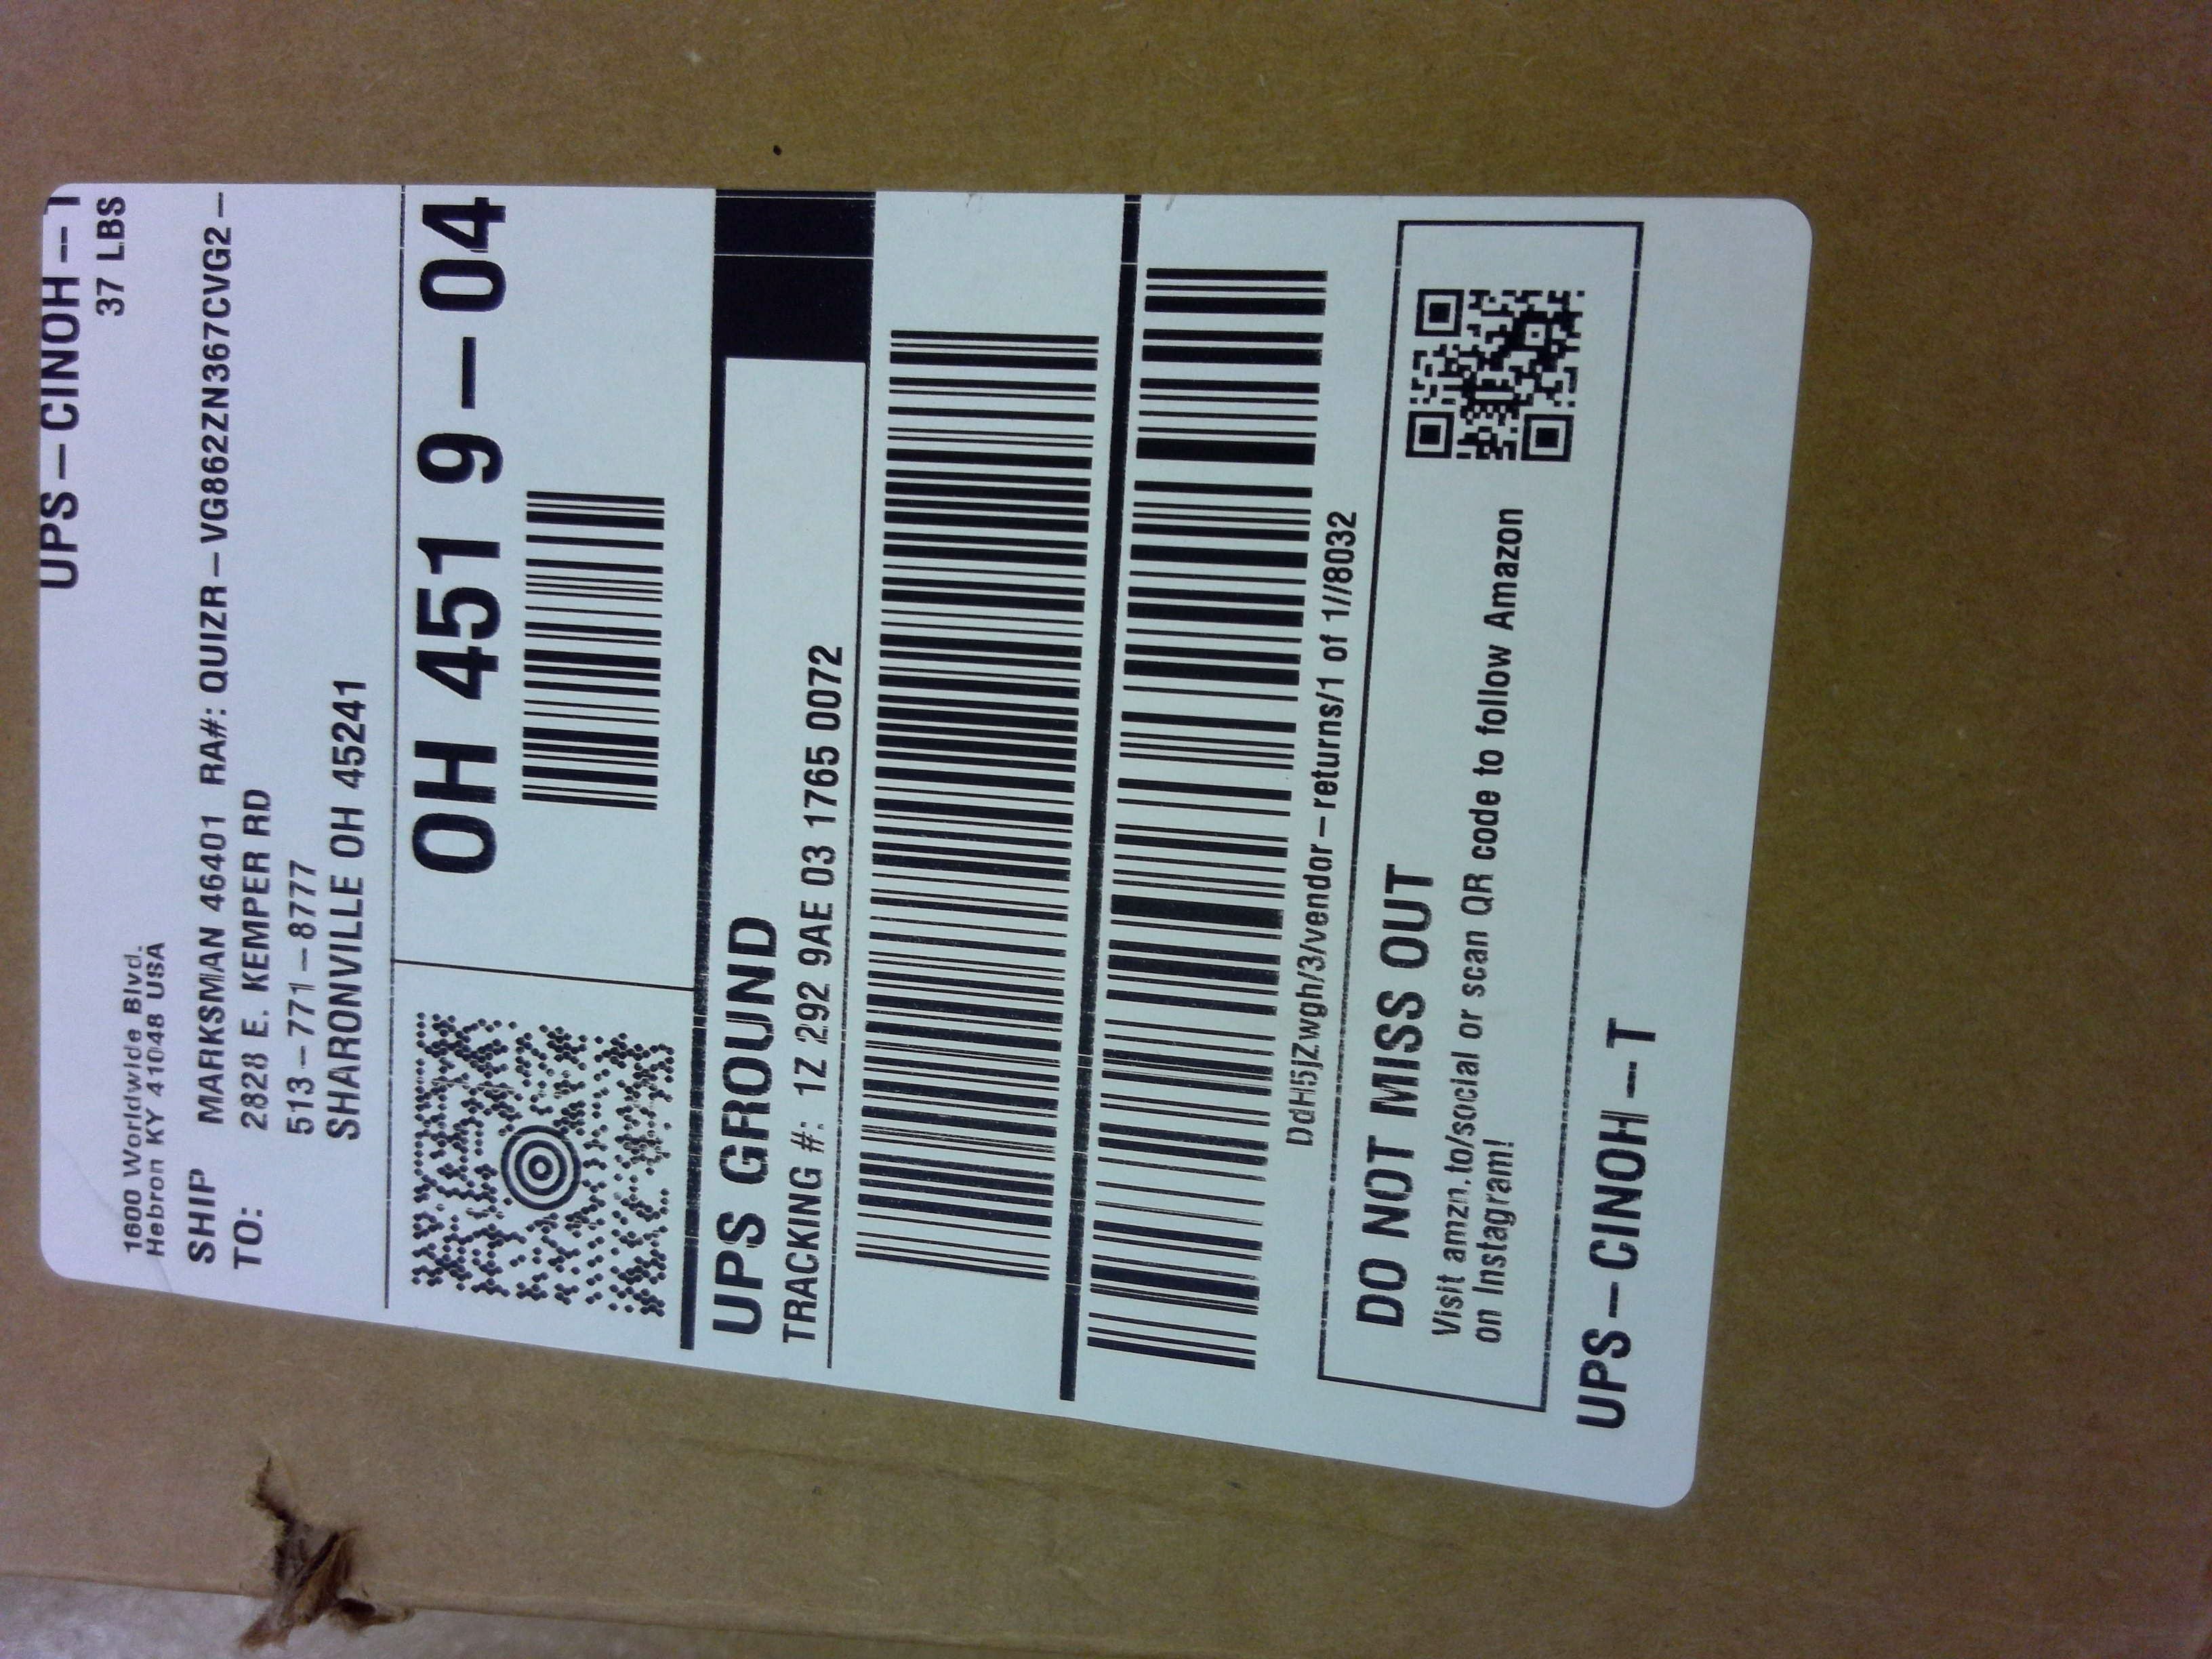 UPS-CINOH--T
37 LBS
1600 Worldwide Blvd.
Hebron KY 41048 USA
SHIP TO:
MARKSMAN 46401 RA#: QUIZR-VG862ZN367CVG2-
2828 E. KEMPER RD
513-771-8777
SHARONVILLE OH 45241
OH 451 9-04
UPS GROUND
TRACKING #: 1Z 292 9AE 03 1765 0072
DdH5jZwgh/3/vendor-returns/1 of 1//8032
DO NOT MISS OUT
Visit amzn.to/social or scan QR code to follow Amazon
on Instagram!
UPS-CINOH--T